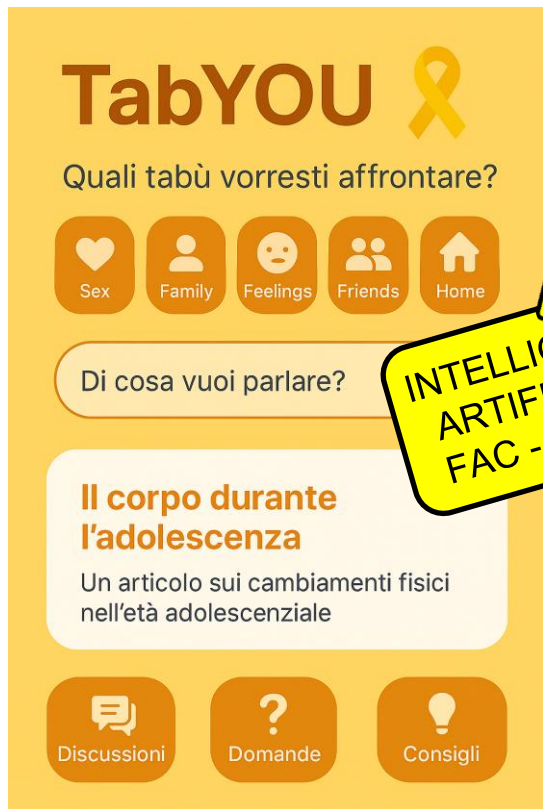 TabYOU
Quali tabù vorresti affrontare?
Sex Family Feelings Friends Home
Di cosa vuoi parlare?
FAC -
Il corpo durante
l'adolescenza
Un articolo sui cambiamenti fisici
nell'età adolescenziale
Discussioni Domande Consigli